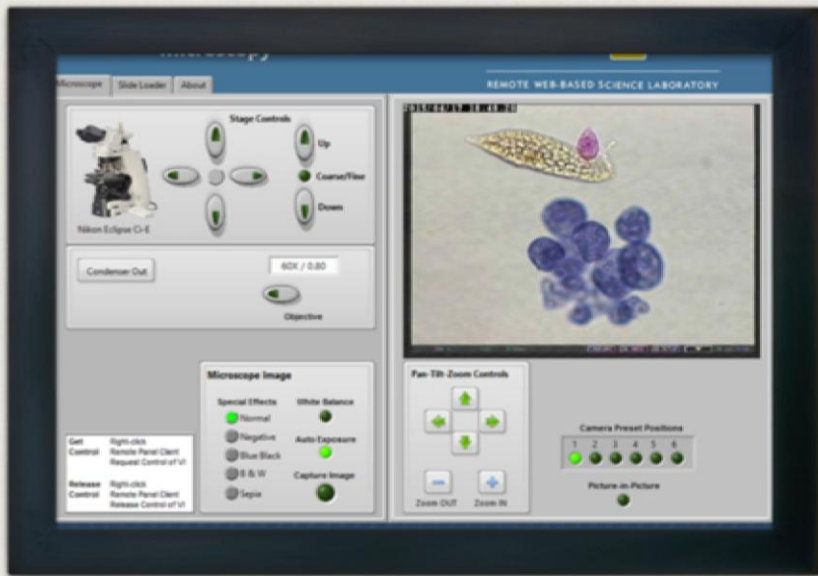 Microscopy
Microscope
Slide Loader
About
REMOTE WEB-BASED SCIENCE LABORATORY
Stage Controls
Up
Coarse/Fine
Down
Nikon Eclipse Ci-E
Condenser Out
60X / 0.80
Objective
Microscope Image
Special Effects
White Balance
Normal
Negative
Auto Exposure
Blue Black
B & W
Capture Image
Sepia
Get Control
Right-click
Remote Panel Client
Request Control of VI
Release Control
Right-click
Remote Panel Client
Release Control of VI
Pan-Tilt-Zoom Controls
Zoom OUT
Zoom IN
Camera Preset Positions
1 2 3 4 5 6
Picture-in-Picture